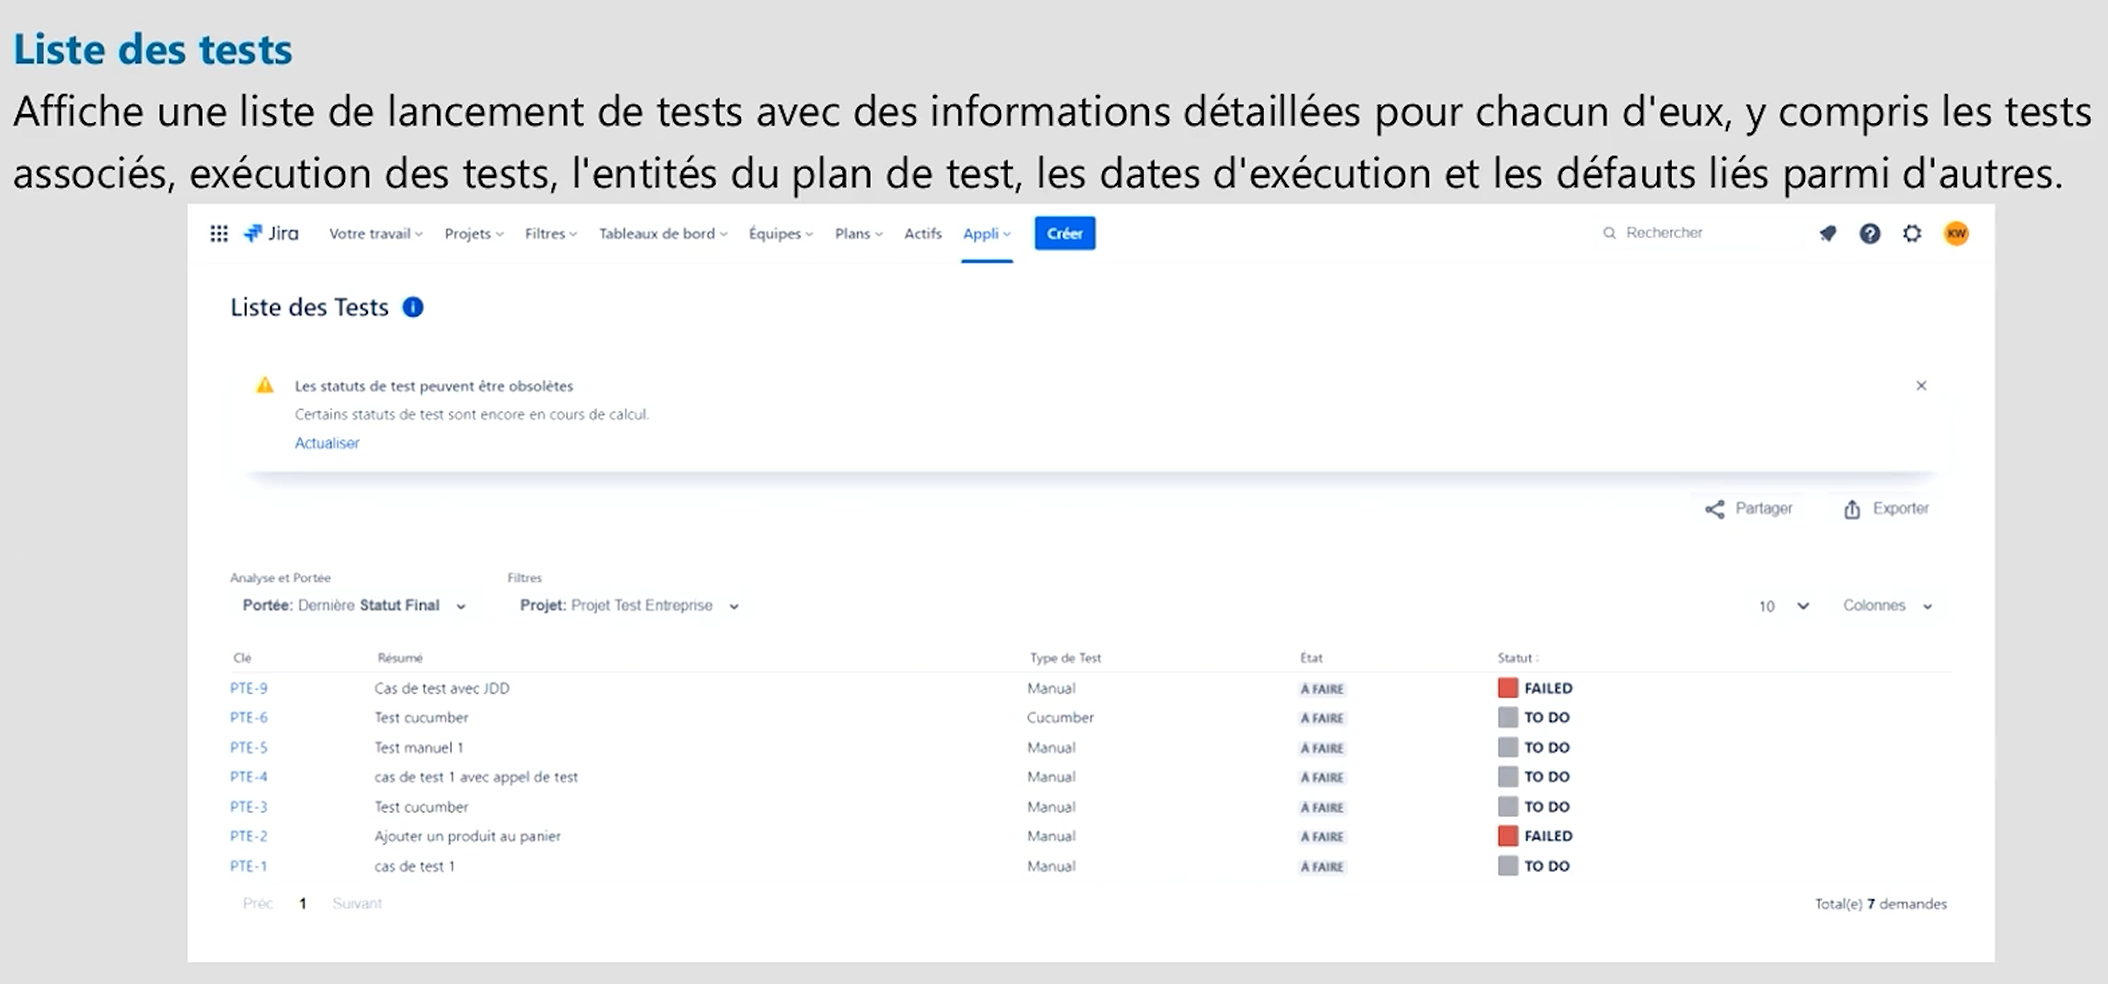 Liste des tests
Affiche une liste de lancement de tests avec des informations détaillées pour chacun d'eux, y compris les tests
associés, exécution des tests, l'entités du plan de test, les dates d'exécution et les défauts liés parmi d'autres.
Jira Votre travail Projets Filtres Tableaux de bord Équipes Plans Actifs Appli Créer Rechercher KW
Liste des Tests
Les statuts de test peuvent être obsolètes
Certains statuts de test sont encore en cours de calcul.
Actualiser
Partager Exporter
Analyse et Portée Filtres
Portée: Dernière Statut Final Projet: Projet Test Entreprise 10 Colonnes
Clé Résumé Type de Test État Statut :
PTE-9 Cas de test avec JDD Manual À FAIRE FAILED
PTE-6 Test cucumber Cucumber À FAIRE TO DO
PTE-5 Test manuel 1 Manual À FAIRE TO DO
PTE-4 cas de test 1 avec appel de test Manual À FAIRE TO DO
PTE-3 Test cucumber Manual À FAIRE TO DO
PTE-2 Ajouter un produit au panier Manual À FAIRE FAILED
PTE-1 cas de test 1 Manual À FAIRE TO DO
Préc 1 Suivant Total(e) 7 demandes